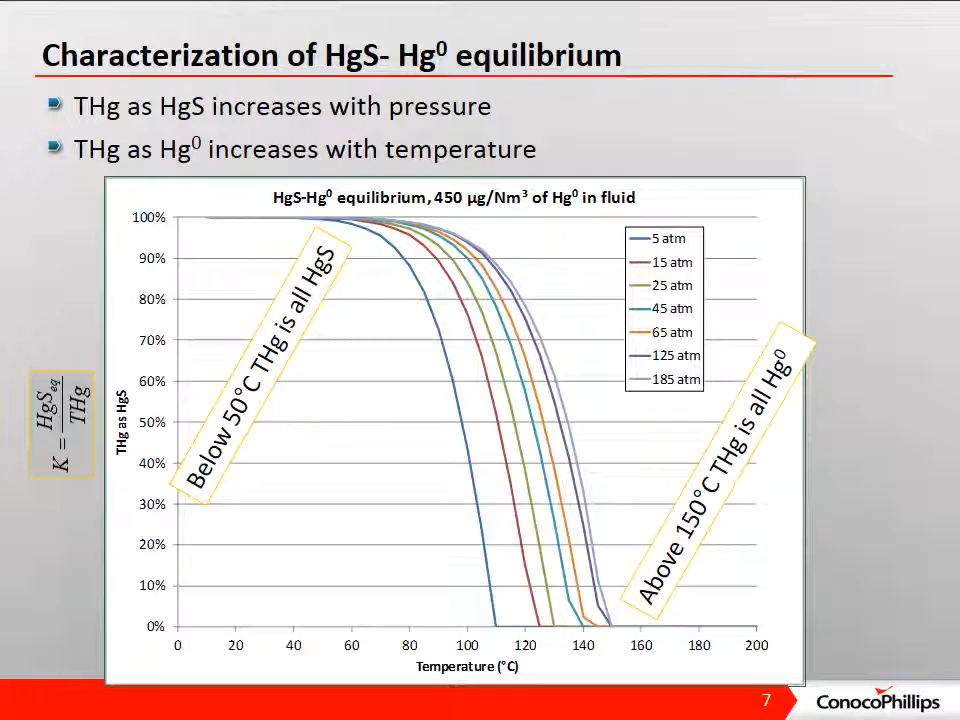 Characterization of HgS- Hg⁰ equilibrium
THg as HgS increases with pressure
THg as Hg⁰ increases with temperature
HgS-Hg⁰ equilibrium, 450 µg/Nm³ of Hg⁰ in fluid
100%
90%
80%
70%
60%
50%
40%
30%
20%
10%
0%
THg as HgS
K = HgS_eq / THg
Below 50°C THg is all HgS
5 atm
15 atm
25 atm
45 atm
65 atm
125 atm
185 atm
Above 150°C THg is all Hg⁰
0 20 40 60 80 100 120 140 160 180 200
Temperature (°C)
7
ConocoPhillips